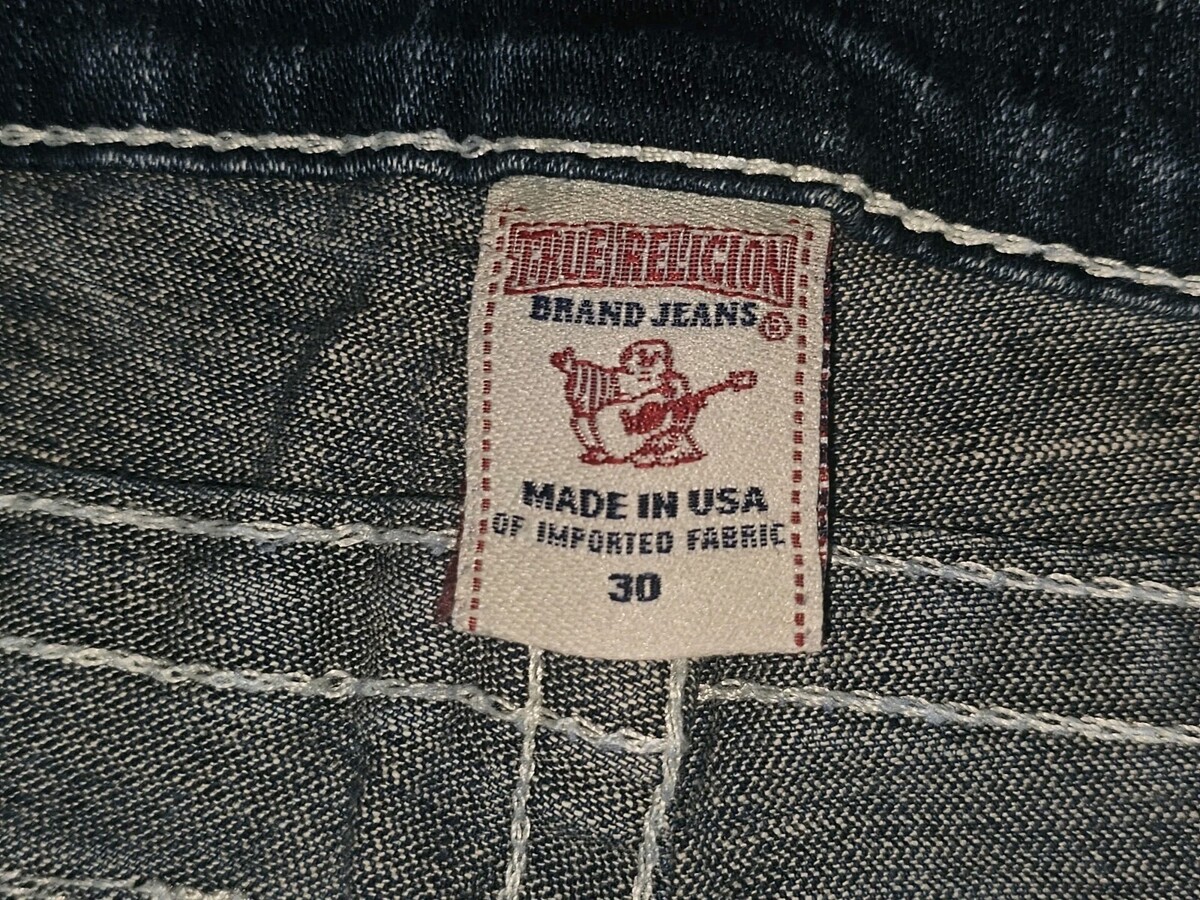 TRUE RELIGION
BRAND JEANS ®
MADE IN USA
OF IMPORTED FABRIC
30